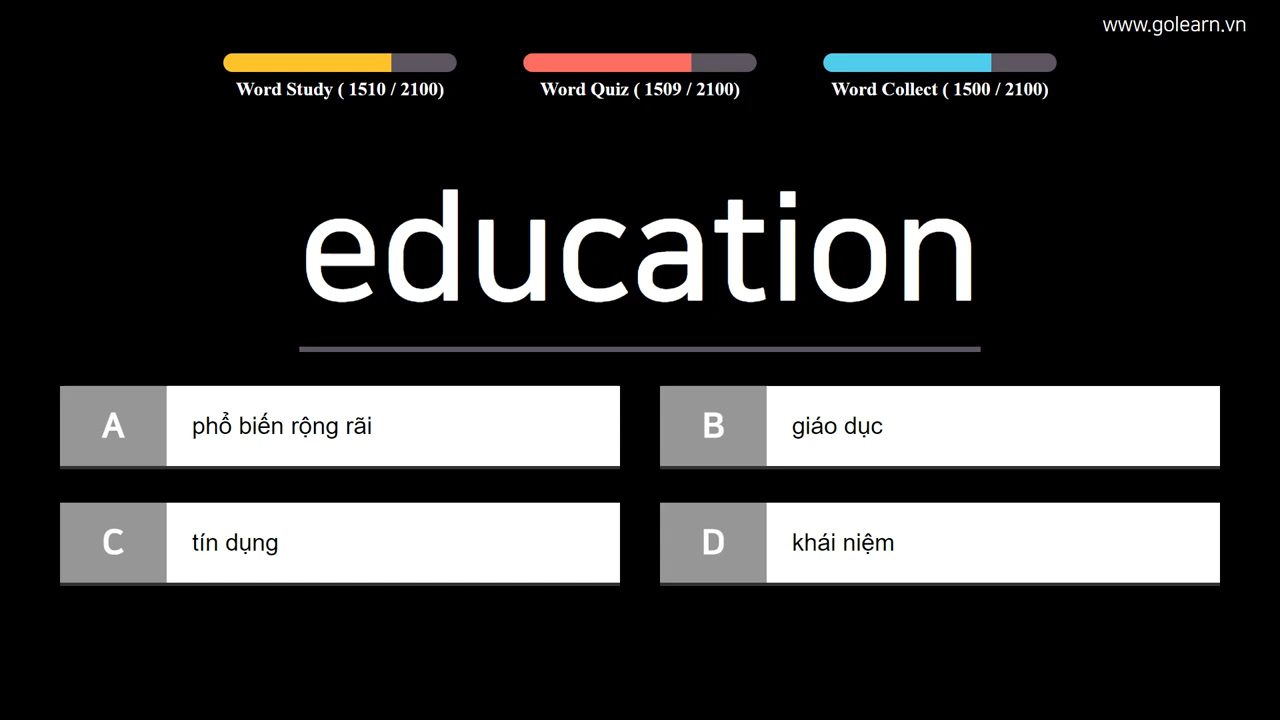 www.golearn.vn
Word Study ( 1510 / 2100)
Word Quiz ( 1509 / 2100)
Word Collect ( 1500 / 2100)
education
A phổ biến rộng rãi
B giáo dục
C tín dụng
D khái niệm